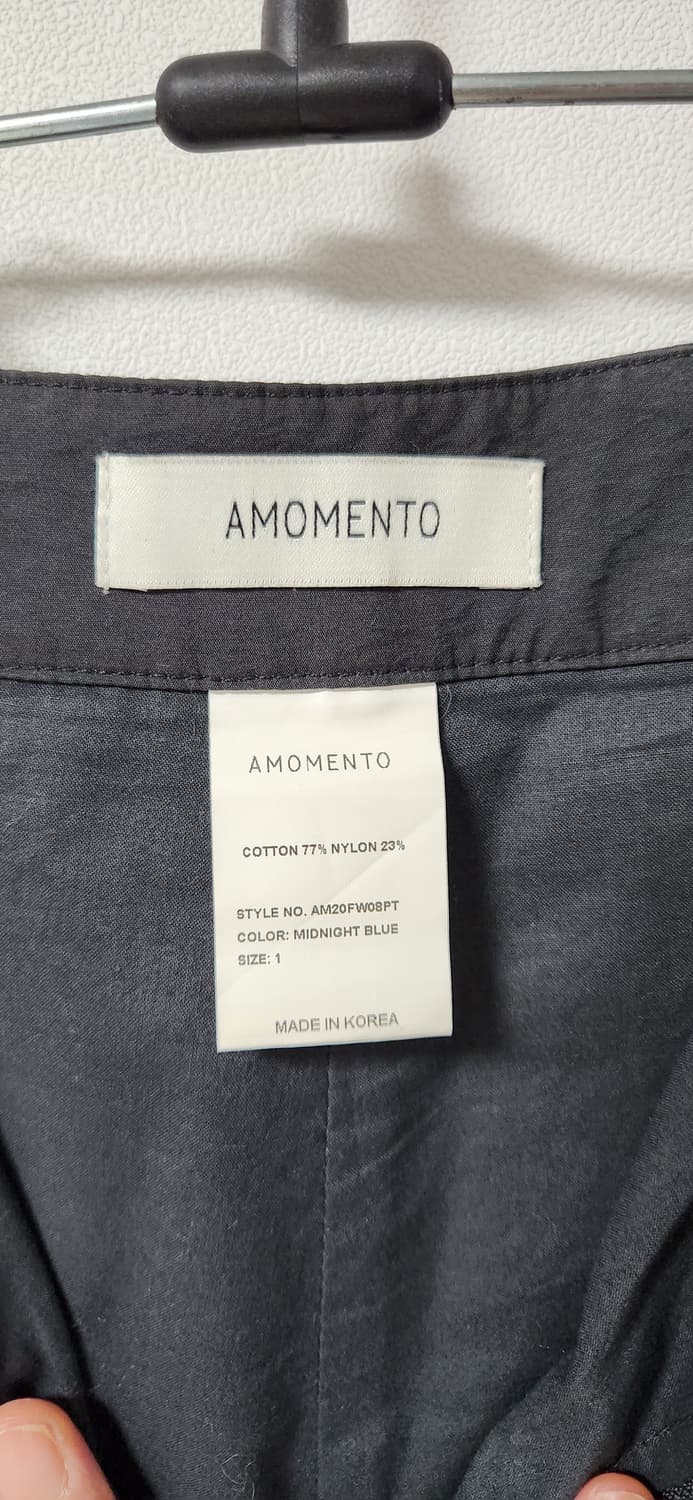 AMOMENTO
AMOMENTO
COTTON 77% NYLON 23%
STYLE NO. AM20FW08PT
COLOR: MIDNIGHT BLUE
SIZE: 1
MADE IN KOREA